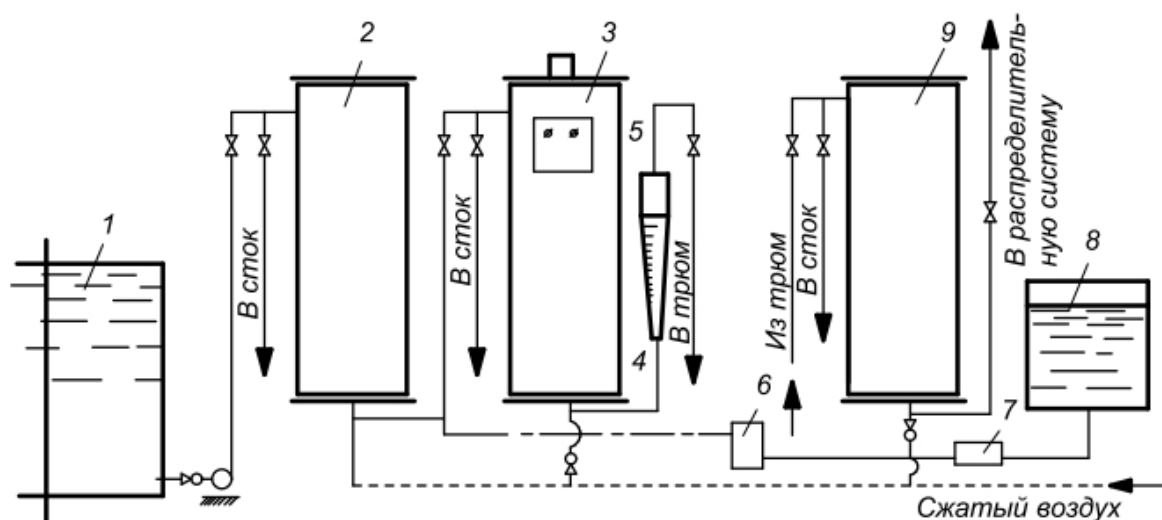 1
2
3
9
5
4
6
7
8
В сток
В сток
В трюм
Из трюм
В сток
В распределитель-
ную систему
Сжатый воздух